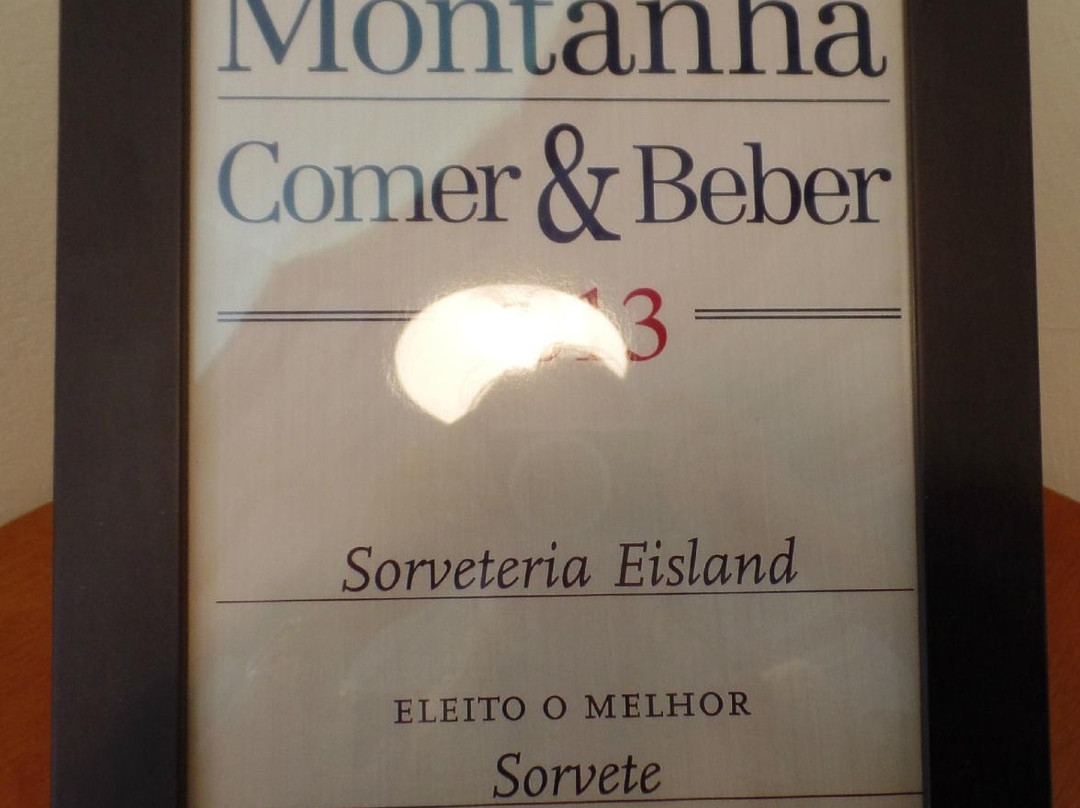 Montanha
Comer & Beber
Sorveteria Eisland
ELEITO O MELHOR
Sorvete